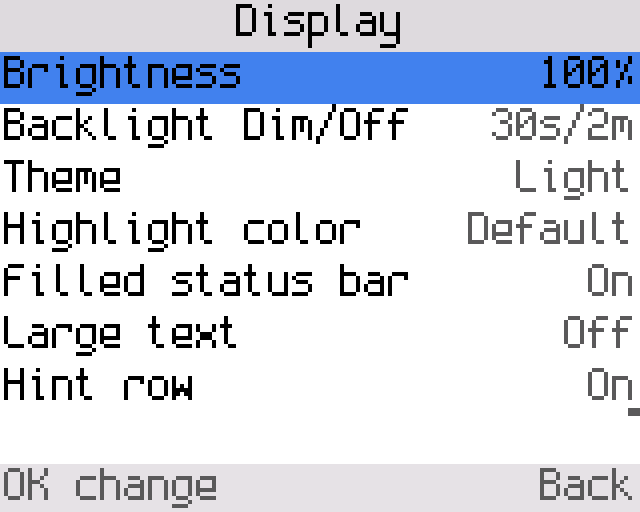 Display
Brightness 100%
Backlight Dim/Off 30s/2m
Theme Light
Highlight color Default
Filled status bar On
Large text Off
Hint row On
OK change Back